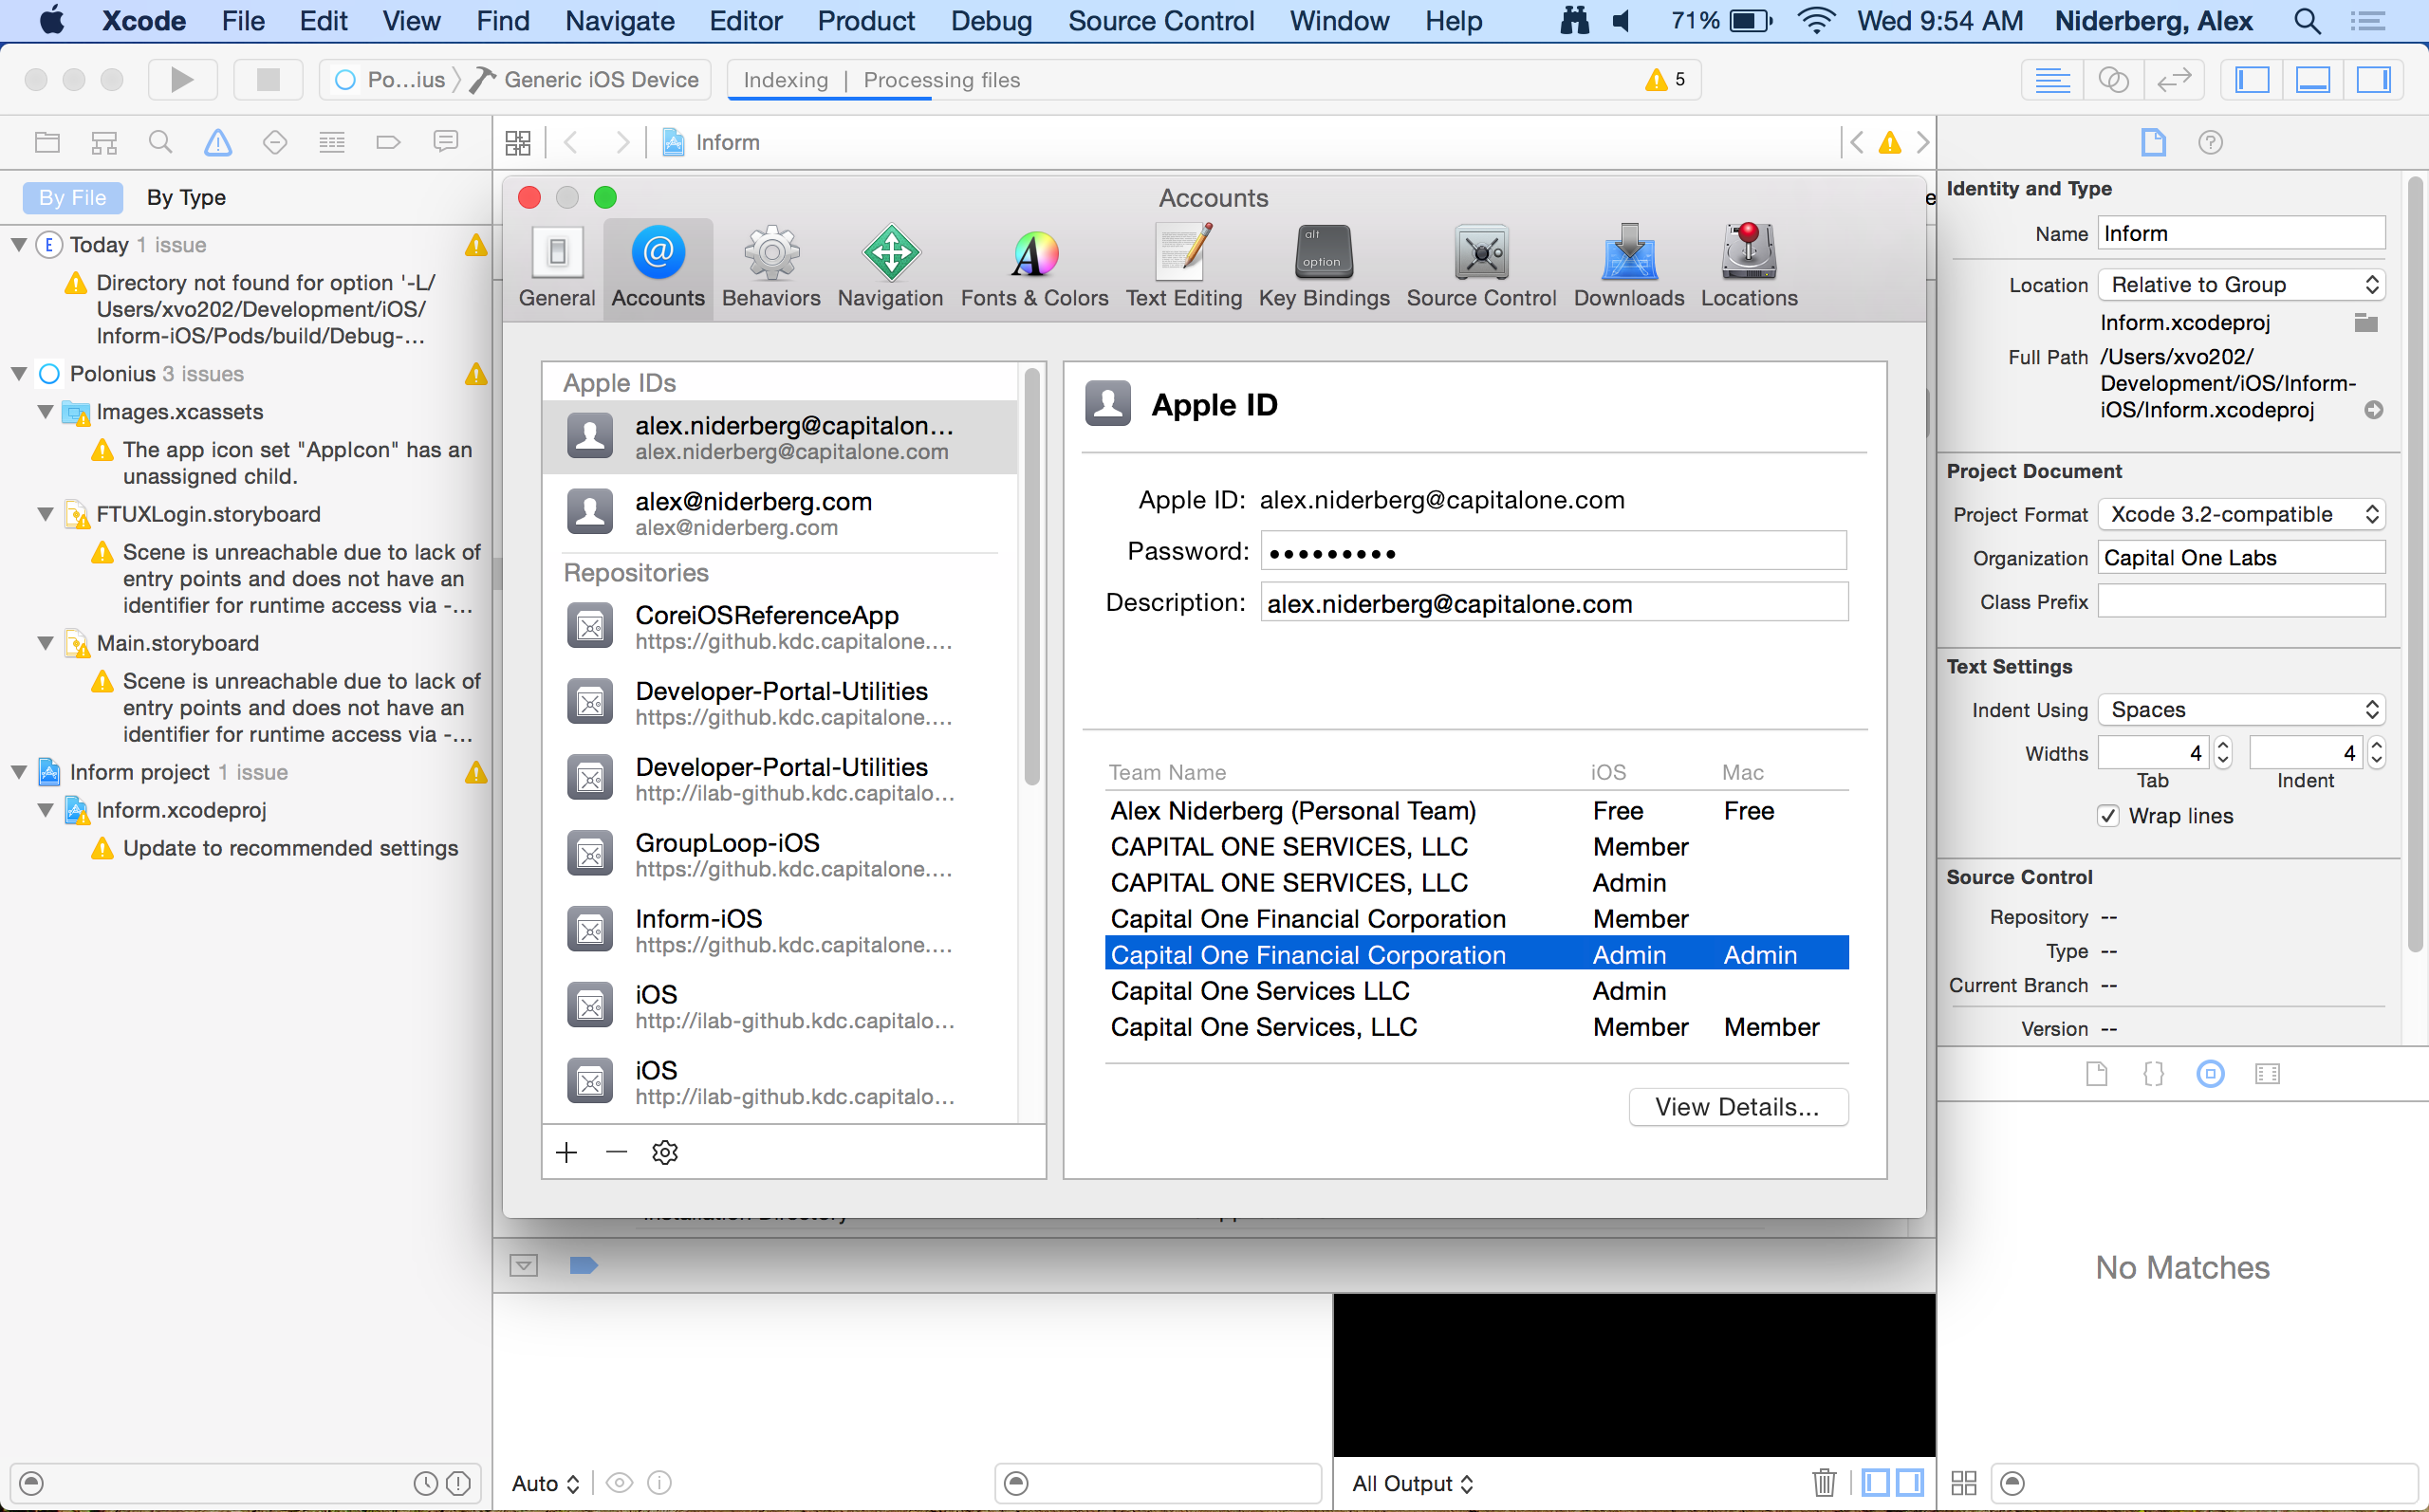 Xcode File Edit View Find Navigate Editor Product Debug Source Control Window Help 71% Wed 9:54 AM Niderberg, Alex
Po...ius Generic iOS Device Indexing | Processing files 5
Inform
By File By Type
Today 1 issue
Directory not found for option '-L/
Users/xvo202/Development/iOS/
Inform-iOS/Pods/build/Debug-...
Polonius 3 issues
Images.xcassets
The app icon set "AppIcon" has an
unassigned child.
FTUXLogin.storyboard
Scene is unreachable due to lack of
entry points and does not have an
identifier for runtime access via -...
Main.storyboard
Scene is unreachable due to lack of
entry points and does not have an
identifier for runtime access via -...
Inform project 1 issue
Inform.xcodeproj
Update to recommended settings
Accounts
alt
option
General Accounts Behaviors Navigation Fonts & Colors Text Editing Key Bindings Source Control Downloads Locations
Apple IDs
alex.niderberg@capitalon...
alex.niderberg@capitalone.com
alex@niderberg.com
alex@niderberg.com
Repositories
CoreiOSReferenceApp
https://github.kdc.capitalone....
Developer-Portal-Utilities
https://github.kdc.capitalone....
Developer-Portal-Utilities
http://ilab-github.kdc.capitalo...
GroupLoop-iOS
https://github.kdc.capitalone....
Inform-iOS
https://github.kdc.capitalone....
iOS
http://ilab-github.kdc.capitalo...
iOS
http://ilab-github.kdc.capitalo...
Apple ID
Apple ID: alex.niderberg@capitalone.com
Password: •••••••••
Description: alex.niderberg@capitalone.com
Team Name iOS Mac
Alex Niderberg (Personal Team) Free Free
CAPITAL ONE SERVICES, LLC Member
CAPITAL ONE SERVICES, LLC Admin
Capital One Financial Corporation Member
Capital One Financial Corporation Admin Admin
Capital One Services LLC Admin
Capital One Services, LLC Member Member
View Details...
Identity and Type
Name Inform
Location Relative to Group
Inform.xcodeproj
Full Path /Users/xvo202/
Development/iOS/Inform-
iOS/Inform.xcodeproj
Project Document
Project Format Xcode 3.2-compatible
Organization Capital One Labs
Class Prefix
Text Settings
Indent Using Spaces
Widths 4 4
Tab Indent
Wrap lines
Source Control
Repository --
Type --
Current Branch --
Version --
No Matches
Auto
All Output